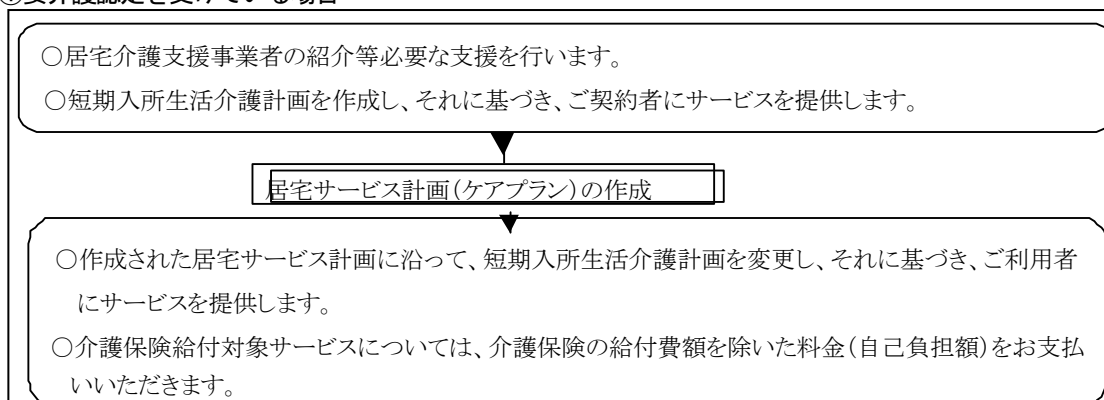 要介護認定を受けている場合
○居宅介護支援事業者の紹介等必要な支援を行います。
○短期入所生活介護計画を作成し、それに基づき、ご契約者にサービスを提供します。
居宅サービス計画(ケアプラン)の作成
○作成された居宅サービス計画に沿って、短期入所生活介護計画を変更し、それに基づき、ご利用者
にサービスを提供します。
○介護保険給付対象サービスについては、介護保険の給付費額を除いた料金(自己負担額)をお支払
いいただきます。